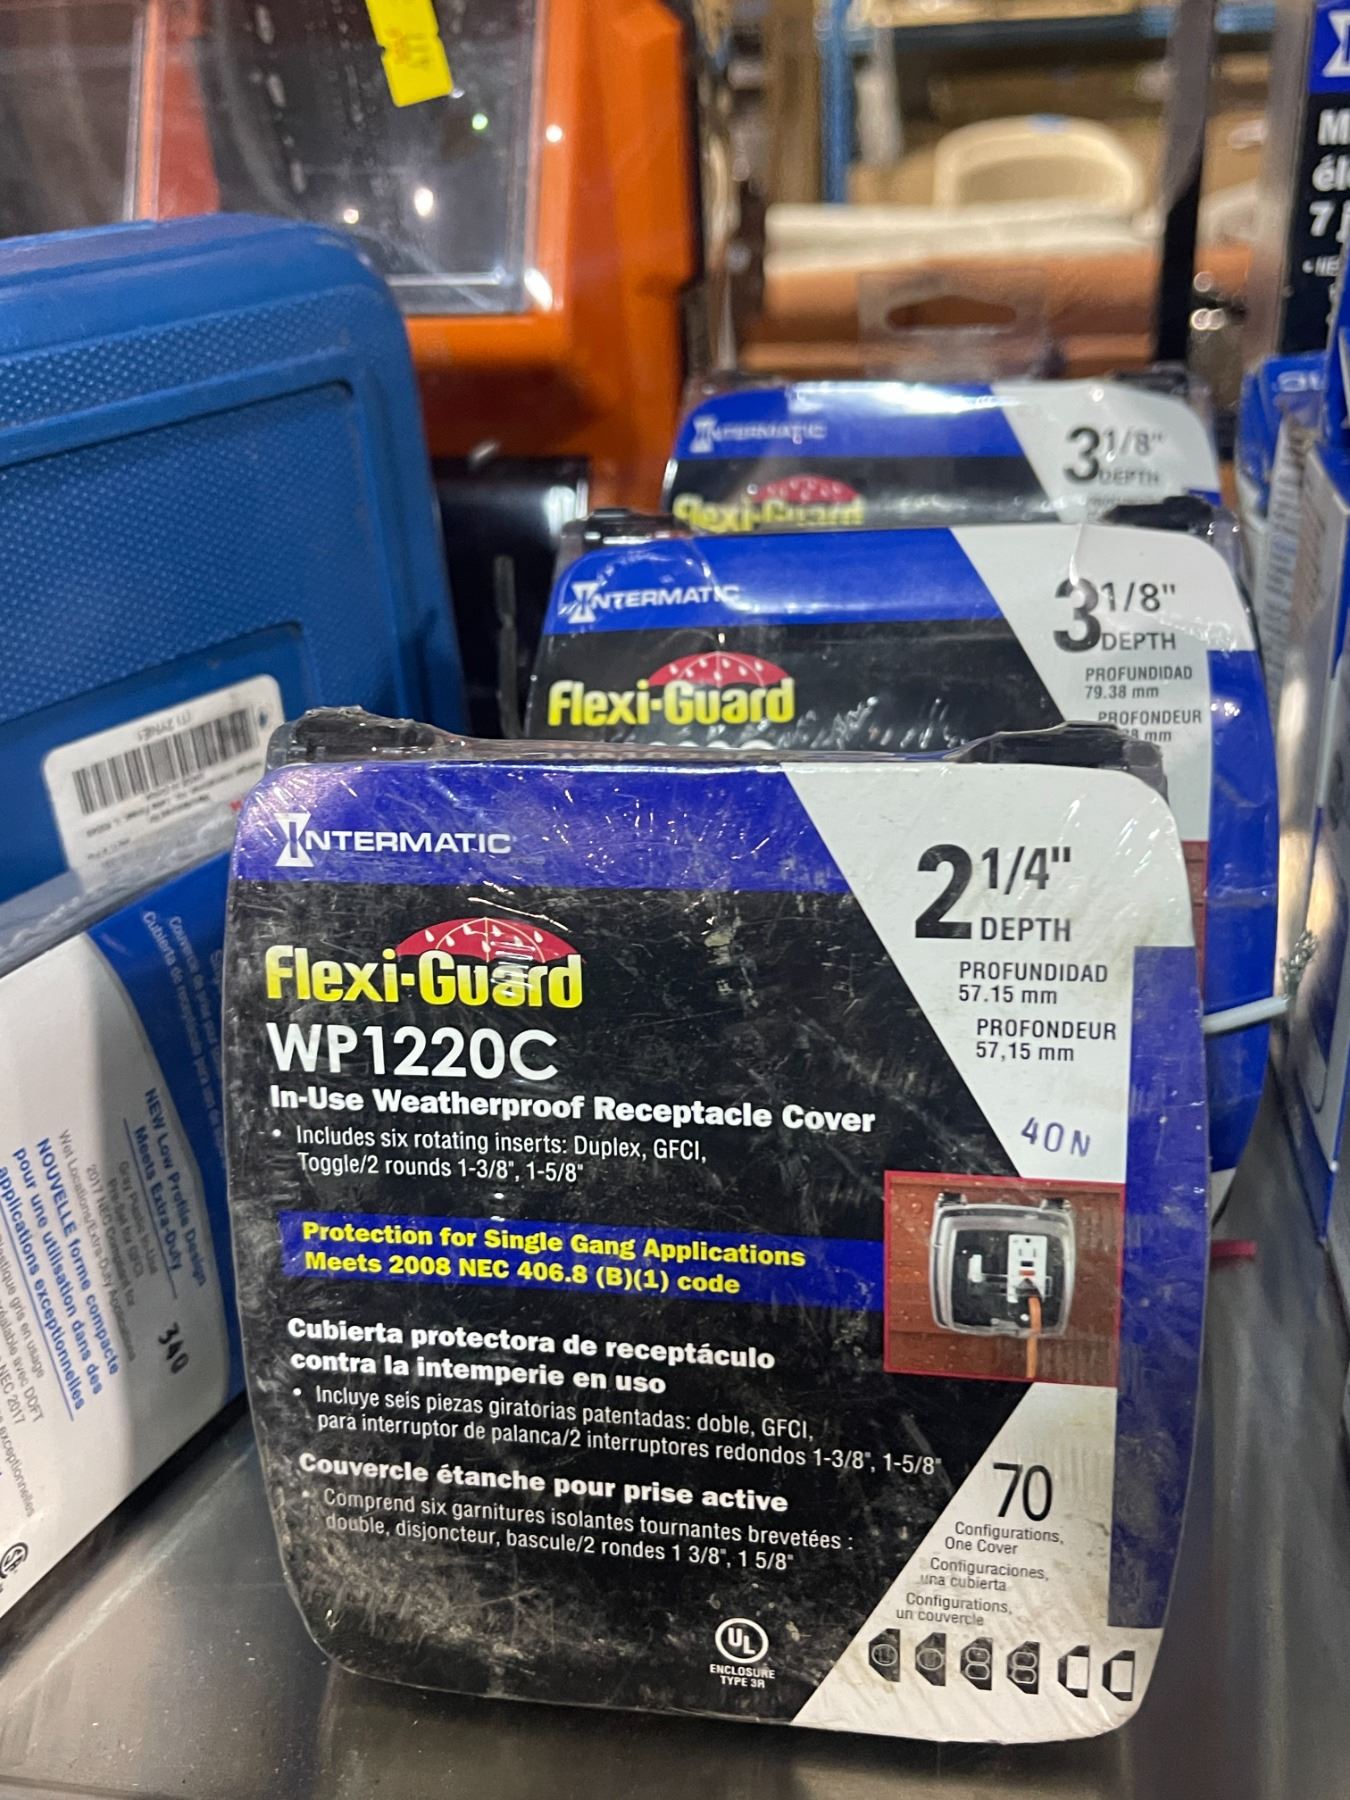 INTERMATIC
3 1/8"
DEPTH
Flexi-Guard
INTERMATIC
3 1/8"
DEPTH
PROFUNDIDAD
79.38 mm
PROFONDEUR
mm
Flexi-Guard
INTERMATIC
2 1/4"
DEPTH
PROFUNDIDAD
57.15 mm
PROFONDEUR
57,15 mm
40N
Flexi-Guard
WP1220C
In-Use Weatherproof Receptacle Cover
• Includes six rotating inserts: Duplex, GFCI,
Toggle/2 rounds 1-3/8", 1-5/8"
Protection for Single Gang Applications
Meets 2008 NEC 406.8 (B)(1) code
Cubierta protectora de receptáculo
contra la intemperie en uso
• Incluye seis piezas giratorias patentadas: doble, GFCI,
para interruptor de palanca/2 interruptores redondos 1-3/8", 1-5/8"
Couvercle étanche pour prise active
• Comprend six garnitures isolantes tournantes brevetées :
double, disjoncteur, bascule/2 rondes 1 3/8", 1 5/8"
70
Configurations,
One Cover
Configuraciones,
una cubierta
Configurations,
un couvercle
UL
ENCLOSURE
TYPE 3R
NEW Low Profile Design
Meets Extra-Duty
2017 NEC
NOUVELLE forme compacte
pour une utilisation dans des
applications exceptionnelles
340
NEC 2017
M
él
7 j